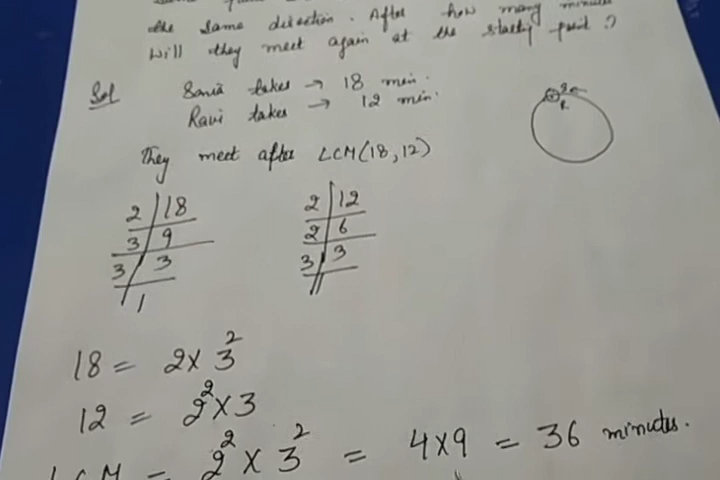 the same direction. After how many minutes
will they meet again at the starting point?
Sol Sonia takes → 18 min.
Ravi takes → 12 min.
They meet after LCM(18,12)
2 | 18
3 | 9
3 | 3
1
2 | 12
2 | 6
3 | 3
1
18 = 2 × 3²
12 = 2² × 3
LCM = 2² × 3² = 4×9 = 36 minutes.